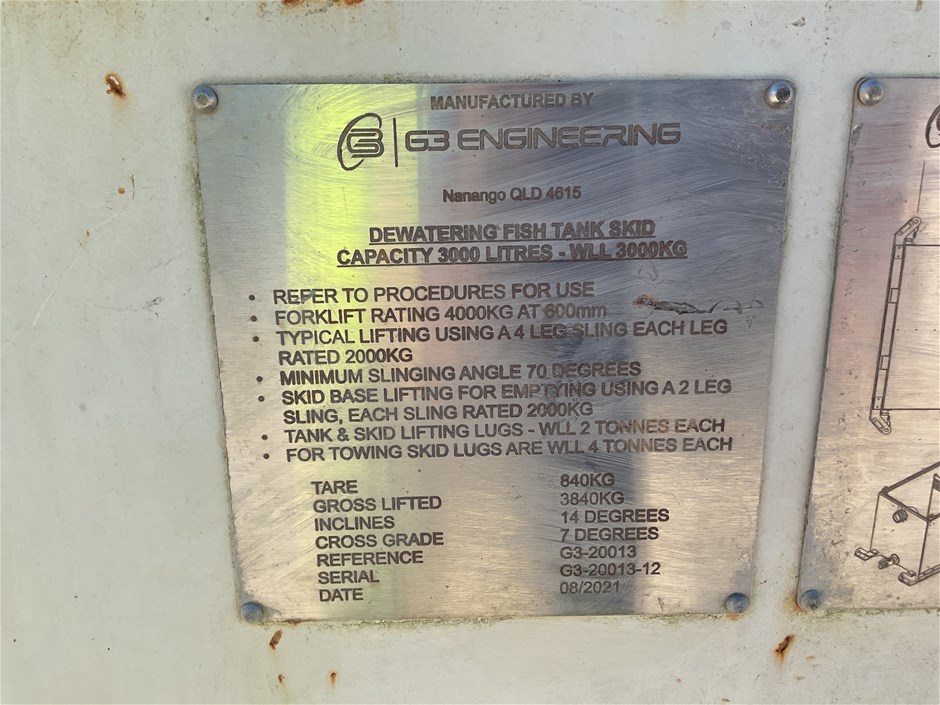 MANUFACTURED BY
G3 ENGINEERING
Nanango QLD 4615
DEWATERING FISH TANK SKID
CAPACITY 3000 LITRES - WLL 3000KG
• REFER TO PROCEDURES FOR USE
• FORKLIFT RATING 4000KG AT 600mm
• TYPICAL LIFTING USING A 4 LEG SLING EACH LEG
RATED 2000KG
• MINIMUM SLINGING ANGLE 70 DEGREES
• SKID BASE LIFTING FOR EMPTYING USING A 2 LEG
SLING, EACH SLING RATED 2000KG
• TANK & SKID LIFTING LUGS - WLL 2 TONNES EACH
• FOR TOWING SKID LUGS ARE WLL 4 TONNES EACH
TARE 840KG
GROSS LIFTED 3840KG
INCLINES 14 DEGREES
CROSS GRADE 7 DEGREES
REFERENCE G3-20013
SERIAL G3-20013-12
DATE 08/2021